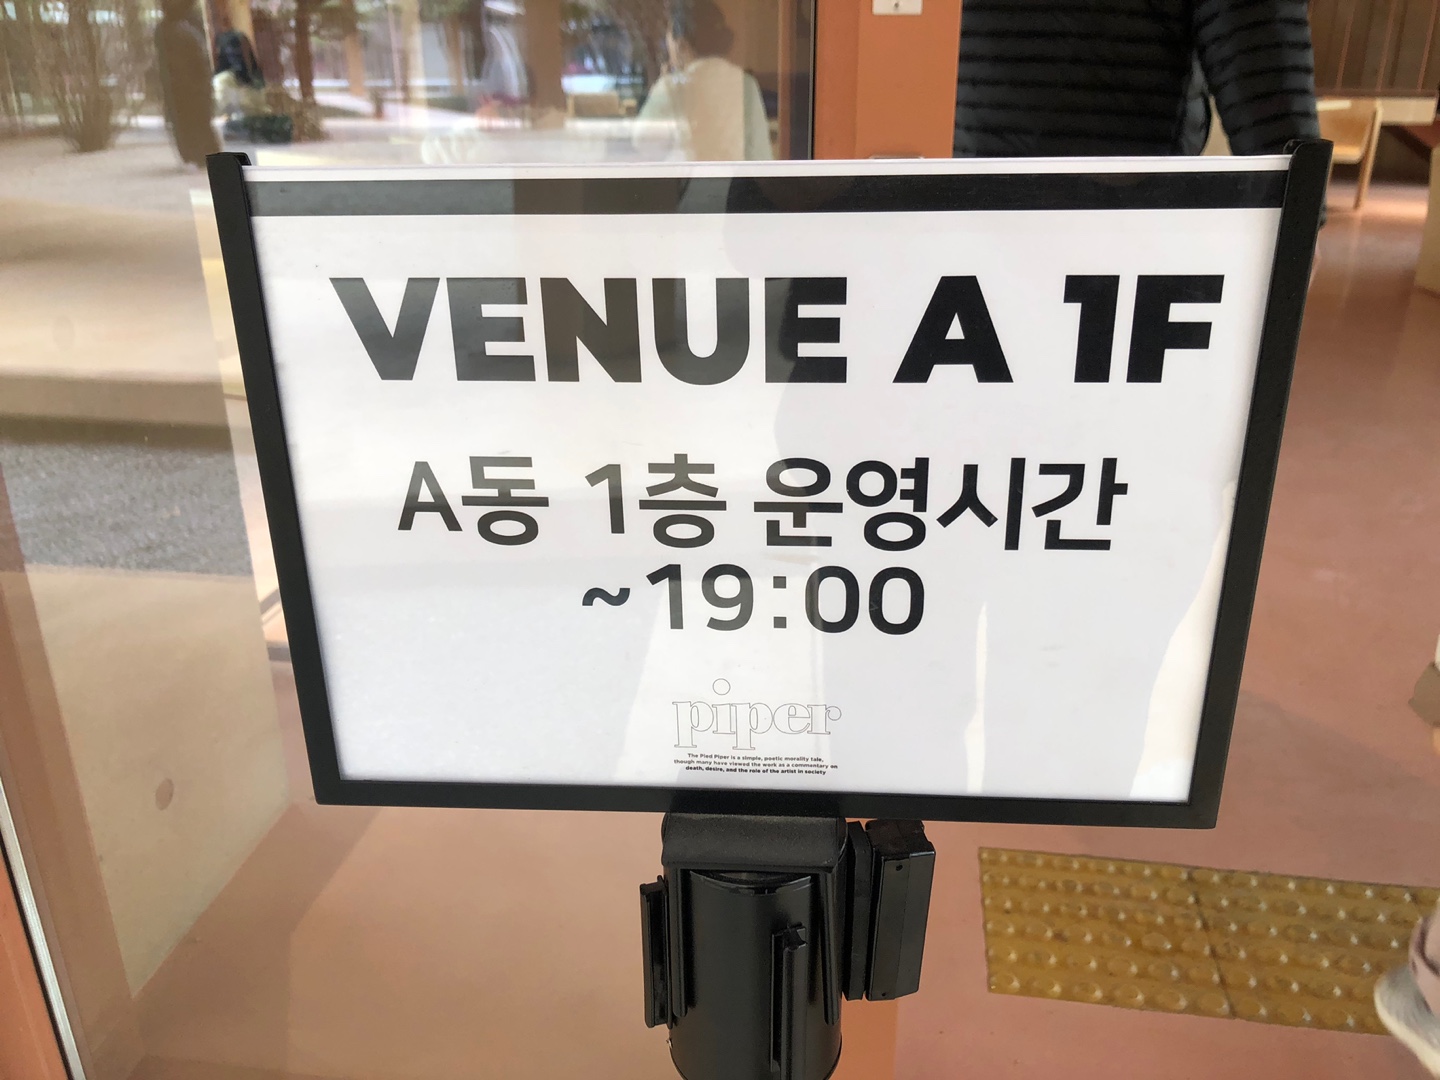 VENUE A 1F
A동 1층 운영시간
~19:00
piper
The Pied Piper is a simple, poetic morality tale,
though many have viewed the work as a commentary on
death, desire, and the role of the artist in society